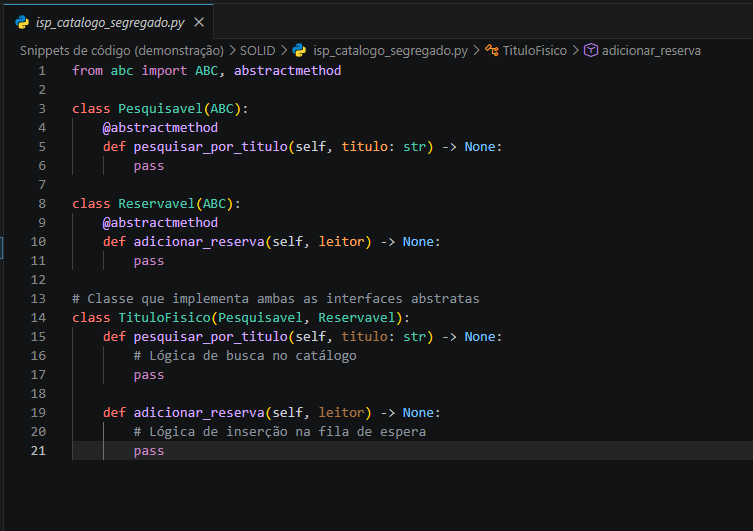 isp_catalogo_segregado.py
Snippets de código (demonstração) > SOLID > isp_catalogo_segregado.py > TituloFisico > adicionar_reserva
1 from abc import ABC, abstractmethod
2
3 class Pesquisavel(ABC):
4 @abstractmethod
5 def pesquisar_por_titulo(self, titulo: str) -> None:
6 pass
7
8 class Reservavel(ABC):
9 @abstractmethod
10 def adicionar_reserva(self, leitor) -> None:
11 pass
12
13 # Classe que implementa ambas as interfaces abstratas
14 class TituloFisico(Pesquisavel, Reservavel):
15 def pesquisar_por_titulo(self, titulo: str) -> None:
16 # Lógica de busca no catálogo
17 pass
18
19 def adicionar_reserva(self, leitor) -> None:
20 # Lógica de inserção na fila de espera
21 pass